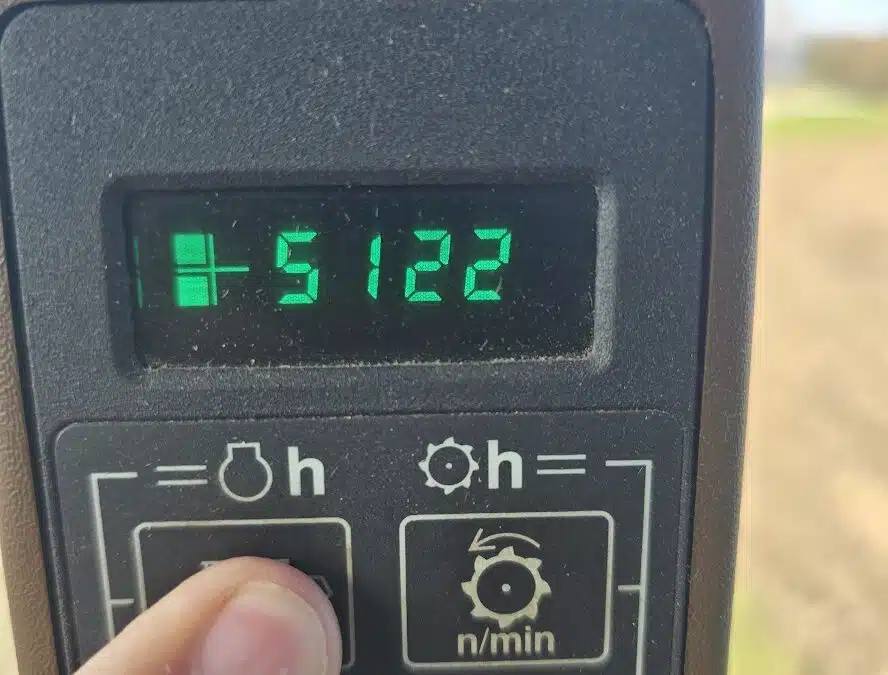 5122
= h h =
n/min